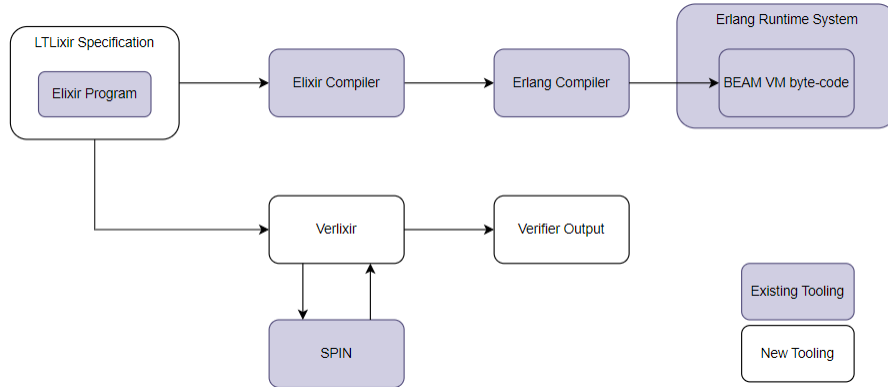 LTLixir Specification
Elixir Program
Elixir Compiler
Erlang Compiler
Erlang Runtime System
BEAM VM byte-code
Verlixir
Verifier Output
SPIN
Existing Tooling
New Tooling